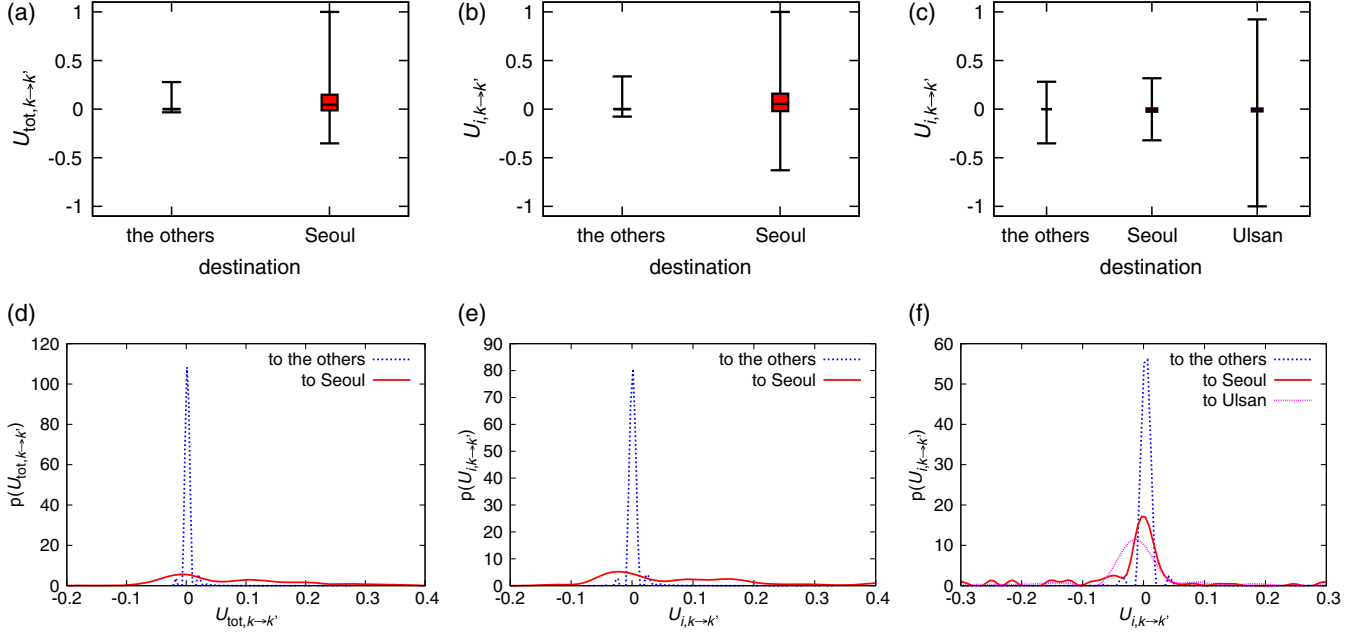 (a)
U_tot,k→k'
1
0.5
0
-0.5
-1
the others Seoul
destination
(b)
U_i,k→k'
1
0.5
0
-0.5
-1
the others Seoul
destination
(c)
U_i,k→k'
1
0.5
0
-0.5
-1
the others Seoul Ulsan
destination
(d)
p(U_tot,k→k')
120
100
80
60
40
20
0
to the others
to Seoul
-0.2 -0.1 0 0.1 0.2 0.3 0.4
U_tot,k→k'
(e)
p(U_i,k→k')
90
80
70
60
50
40
30
20
10
0
to the others
to Seoul
-0.2 -0.1 0 0.1 0.2 0.3 0.4
U_i,k→k'
(f)
p(U_i,k→k')
60
50
40
30
20
10
0
to the others
to Seoul
to Ulsan
-0.3 -0.2 -0.1 0 0.1 0.2 0.3
U_i,k→k'